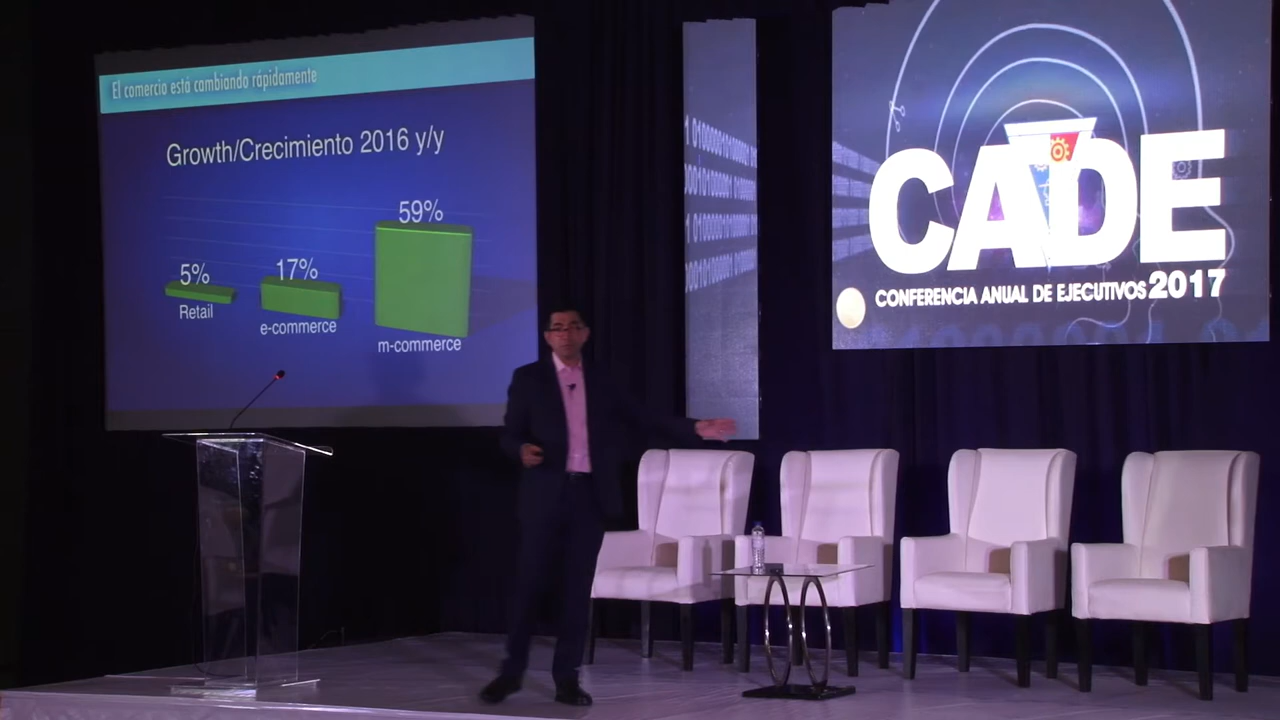 El comercio está cambiando rápidamente
Growth/Crecimiento 2016 y/y
5%
Retail
17%
e-commerce
59%
m-commerce
CADE
CONFERENCIA ANUAL DE EJECUTIVOS 2017